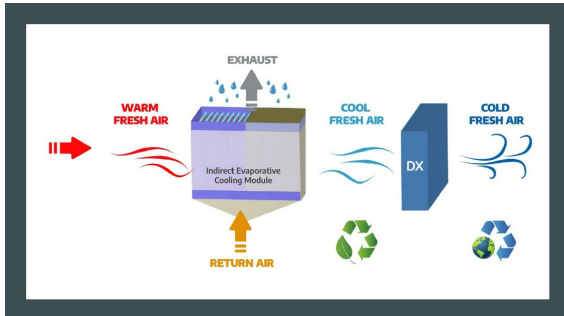 EXHAUST
WARM
FRESH AIR
COOL
FRESH AIR
COLD
FRESH AIR
Indirect Evaporative
Cooling Module
DX
RETURN AIR